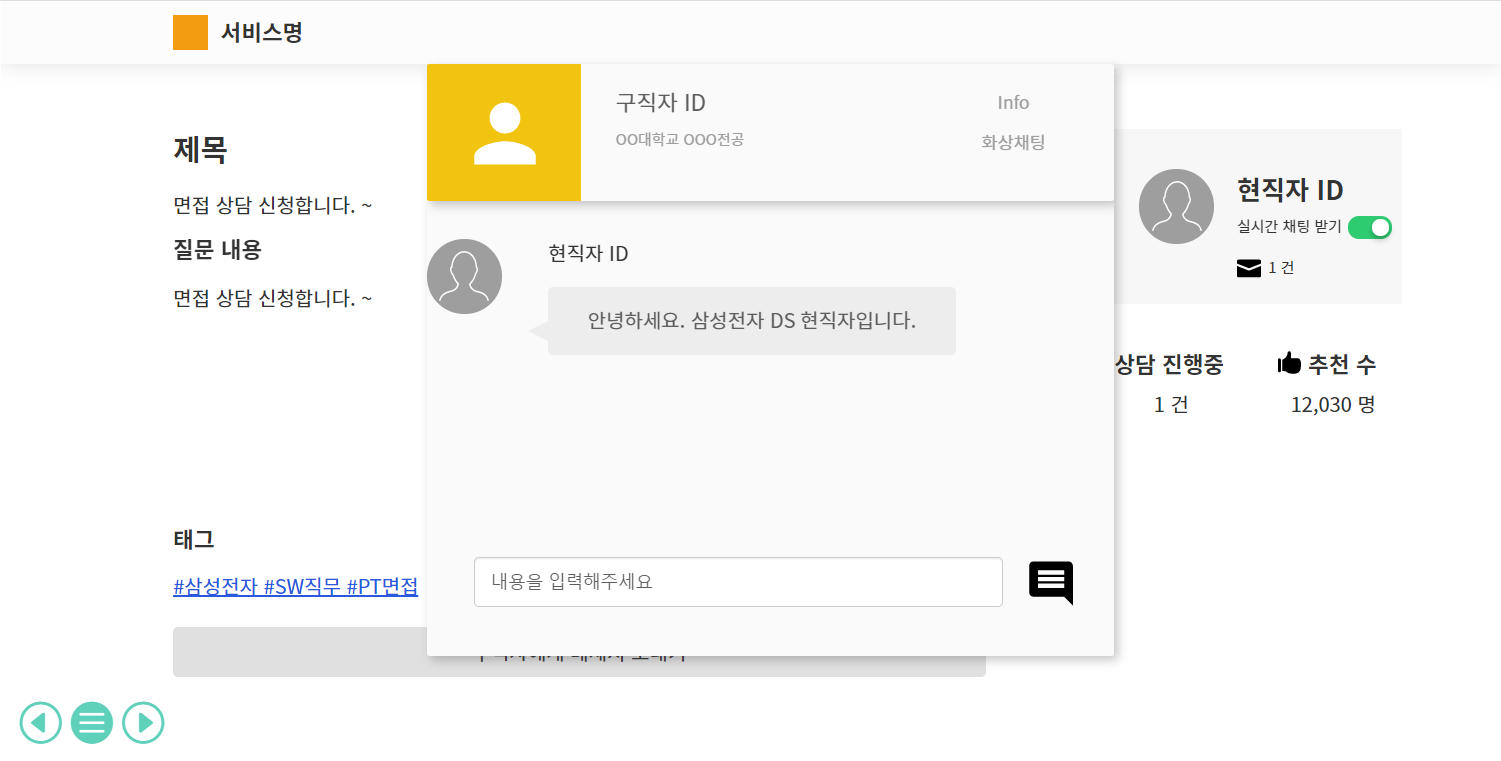 서비스명
제목
면접 상담 신청합니다. ~
질문 내용
면접 상담 신청합니다. ~
태그
#삼성전자 #SW직무 #PT면접
구직자 ID
OO대학교 OOO전공
Info
화상채팅
현직자 ID
안녕하세요. 삼성전자 DS 현직자입니다.
내용을 입력해주세요
현직자 ID
실시간 채팅 받기
1 건
상담 진행중
1 건
추천 수
12,030 명